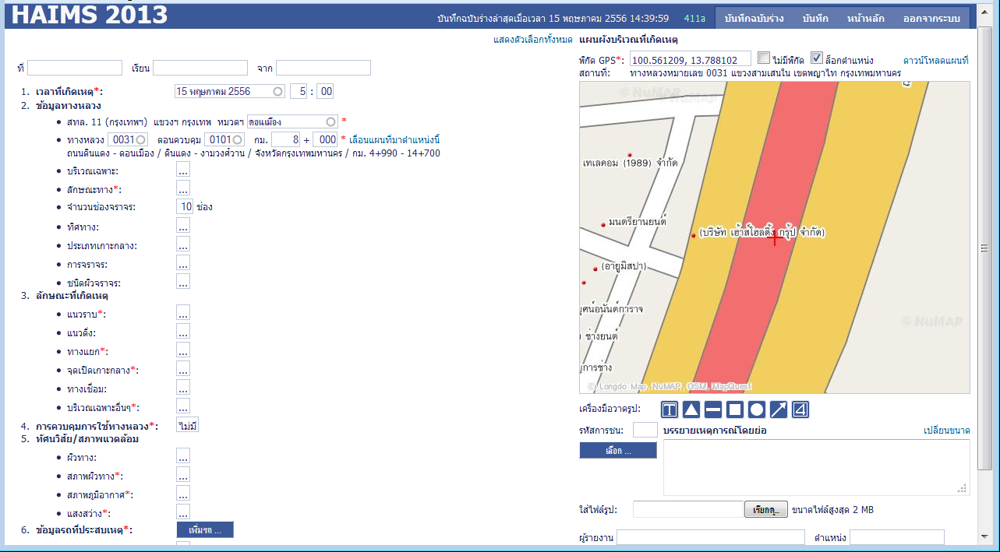 HAIMS 2013
บันทึกฉบับร่างล่าสุดเมื่อเวลา 15 พฤษภาคม 2556 14:39:59 411a บันทึกฉบับร่าง บันทึก หน้าหลัก ออกจากระบบ
แสดงตัวเลือกทั้งหมด
ที่ เรียน จาก
1. เวลาที่เกิดเหตุ*: 15 พฤษภาคม 2556 5 : 00
2. ข้อมูลทางหลวง
• สทล. 11 (กรุงเทพฯ) แขวงฯ กรุงเทพ หมวดฯ ดอนเมือง *
• ทางหลวง 0031 ตอนควบคุม 0101 กม. 8 + 000 * เลื่อนแผนที่มาตำแหน่งนี้
ถนนดินแดง - ดอนเมือง / ดินแดง - งามวงศ์วาน / จังหวัดกรุงเทพมหานคร / กม. 4+990 - 14+700
• บริเวณเฉพาะ: ...
• ลักษณะทาง*: ...
• จำนวนช่องจราจร: 10 ช่อง
• ทิศทาง: ...
• ประเภทเกาะกลาง: ...
• การจราจร: ...
• ชนิดผิวจราจร: ...
3. ลักษณะที่เกิดเหตุ
• แนวราบ*: ...
• แนวดิ่ง: ...
• ทางแยก*: ...
• จุดเปิดเกาะกลาง*: ...
• ทางเชื่อม: ...
• บริเวณเฉพาะอื่นๆ*: ...
4. การควบคุมการใช้ทางหลวง*: ไม่มี
5. ทัศนวิสัย/สภาพแวดล้อม
• ผิวทาง: ...
• สภาพผิวทาง*: ...
• สภาพภูมิอากาศ*: ...
• แสงสว่าง*: ...
6. ข้อมูลรถที่ประสบเหตุ*: เพิ่มรถ ...
แผนผังบริเวณที่เกิดเหตุ
พิกัด GPS*: 100.561209, 13.788102 ไม่มีพิกัด ล็อกตำแหน่ง ดาวน์โหลดแผนที่
สถานที่: ทางหลวงหมายเลข 0031 แขวงสามเสนใน เขตพญาไท กรุงเทพมหานคร
© NuMAP
NuMAP
เทเลคอม (1989) จำกัด
มนตรียานยนต์
(บริษัท เฮ้าส์โฮลดิ้ง กรุ้ป จำกัด)
(อายูมิสปา)
ศน์อนันต์การาจ
© NuMAP
ช่างยนต์
การช่าง
© Longdo Map, NuMAP, OSM, MapQuest
เครื่องมือวาดรูป: T 4
รหัสการชน: บรรยายเหตุการณ์โดยย่อ เปลี่ยนขนาด
เลือก ...
ใส่ไฟล์รูป: เรียกดู... ขนาดไฟล์สูงสุด 2 MB
ผู้รายงาน ตำแหน่ง